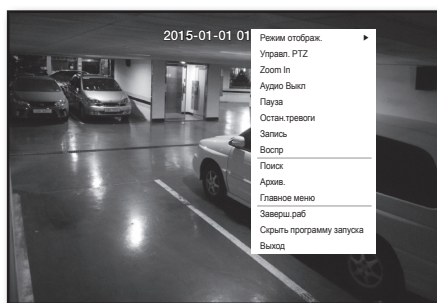 2015-01-01 01
Режим отображ.
Управл. PTZ
Zoom In
Аудио Выкл
Пауза
Остан.тревоги
Запись
Воспр
Поиск
Архив.
Главное меню
Заверш.раб
Скрыть программу запуска
Выход